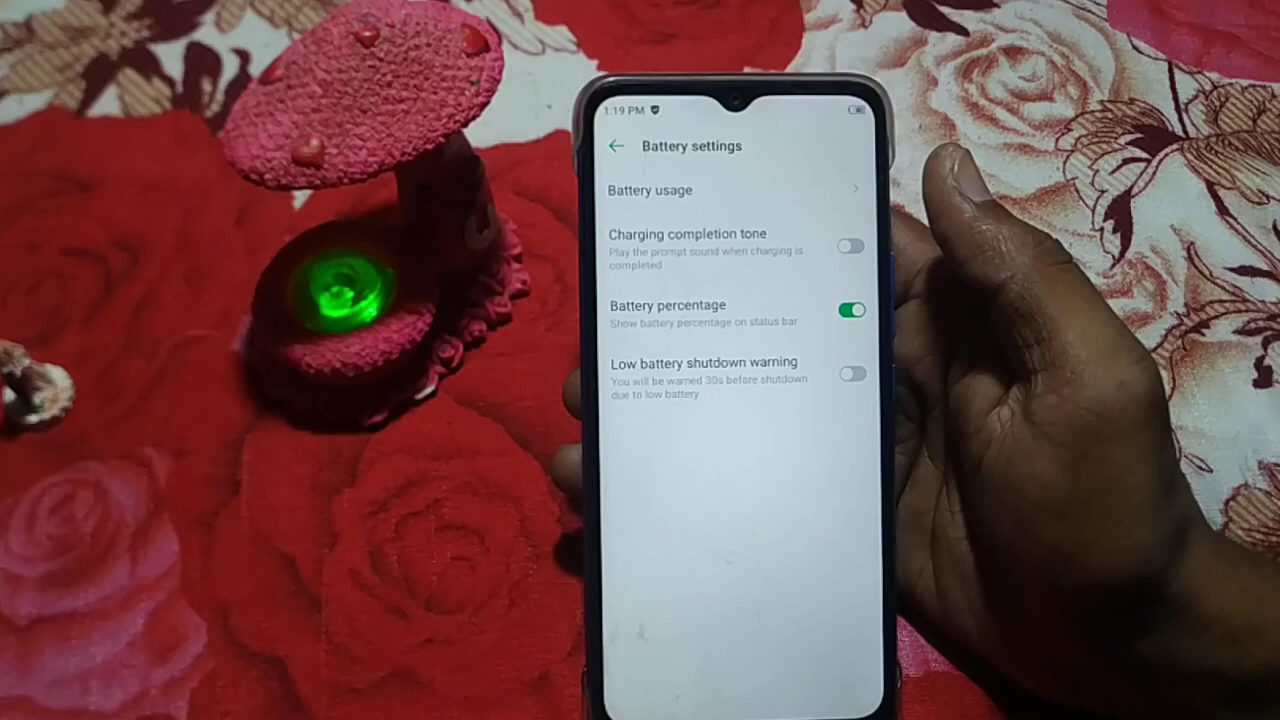 1:19 PM
Battery settings
Battery usage
Charging completion tone
Play the prompt sound when charging is
completed
Battery percentage
Show battery percentage on status bar
Low battery shutdown warning
You will be warned 30s before shutdown
due to low battery